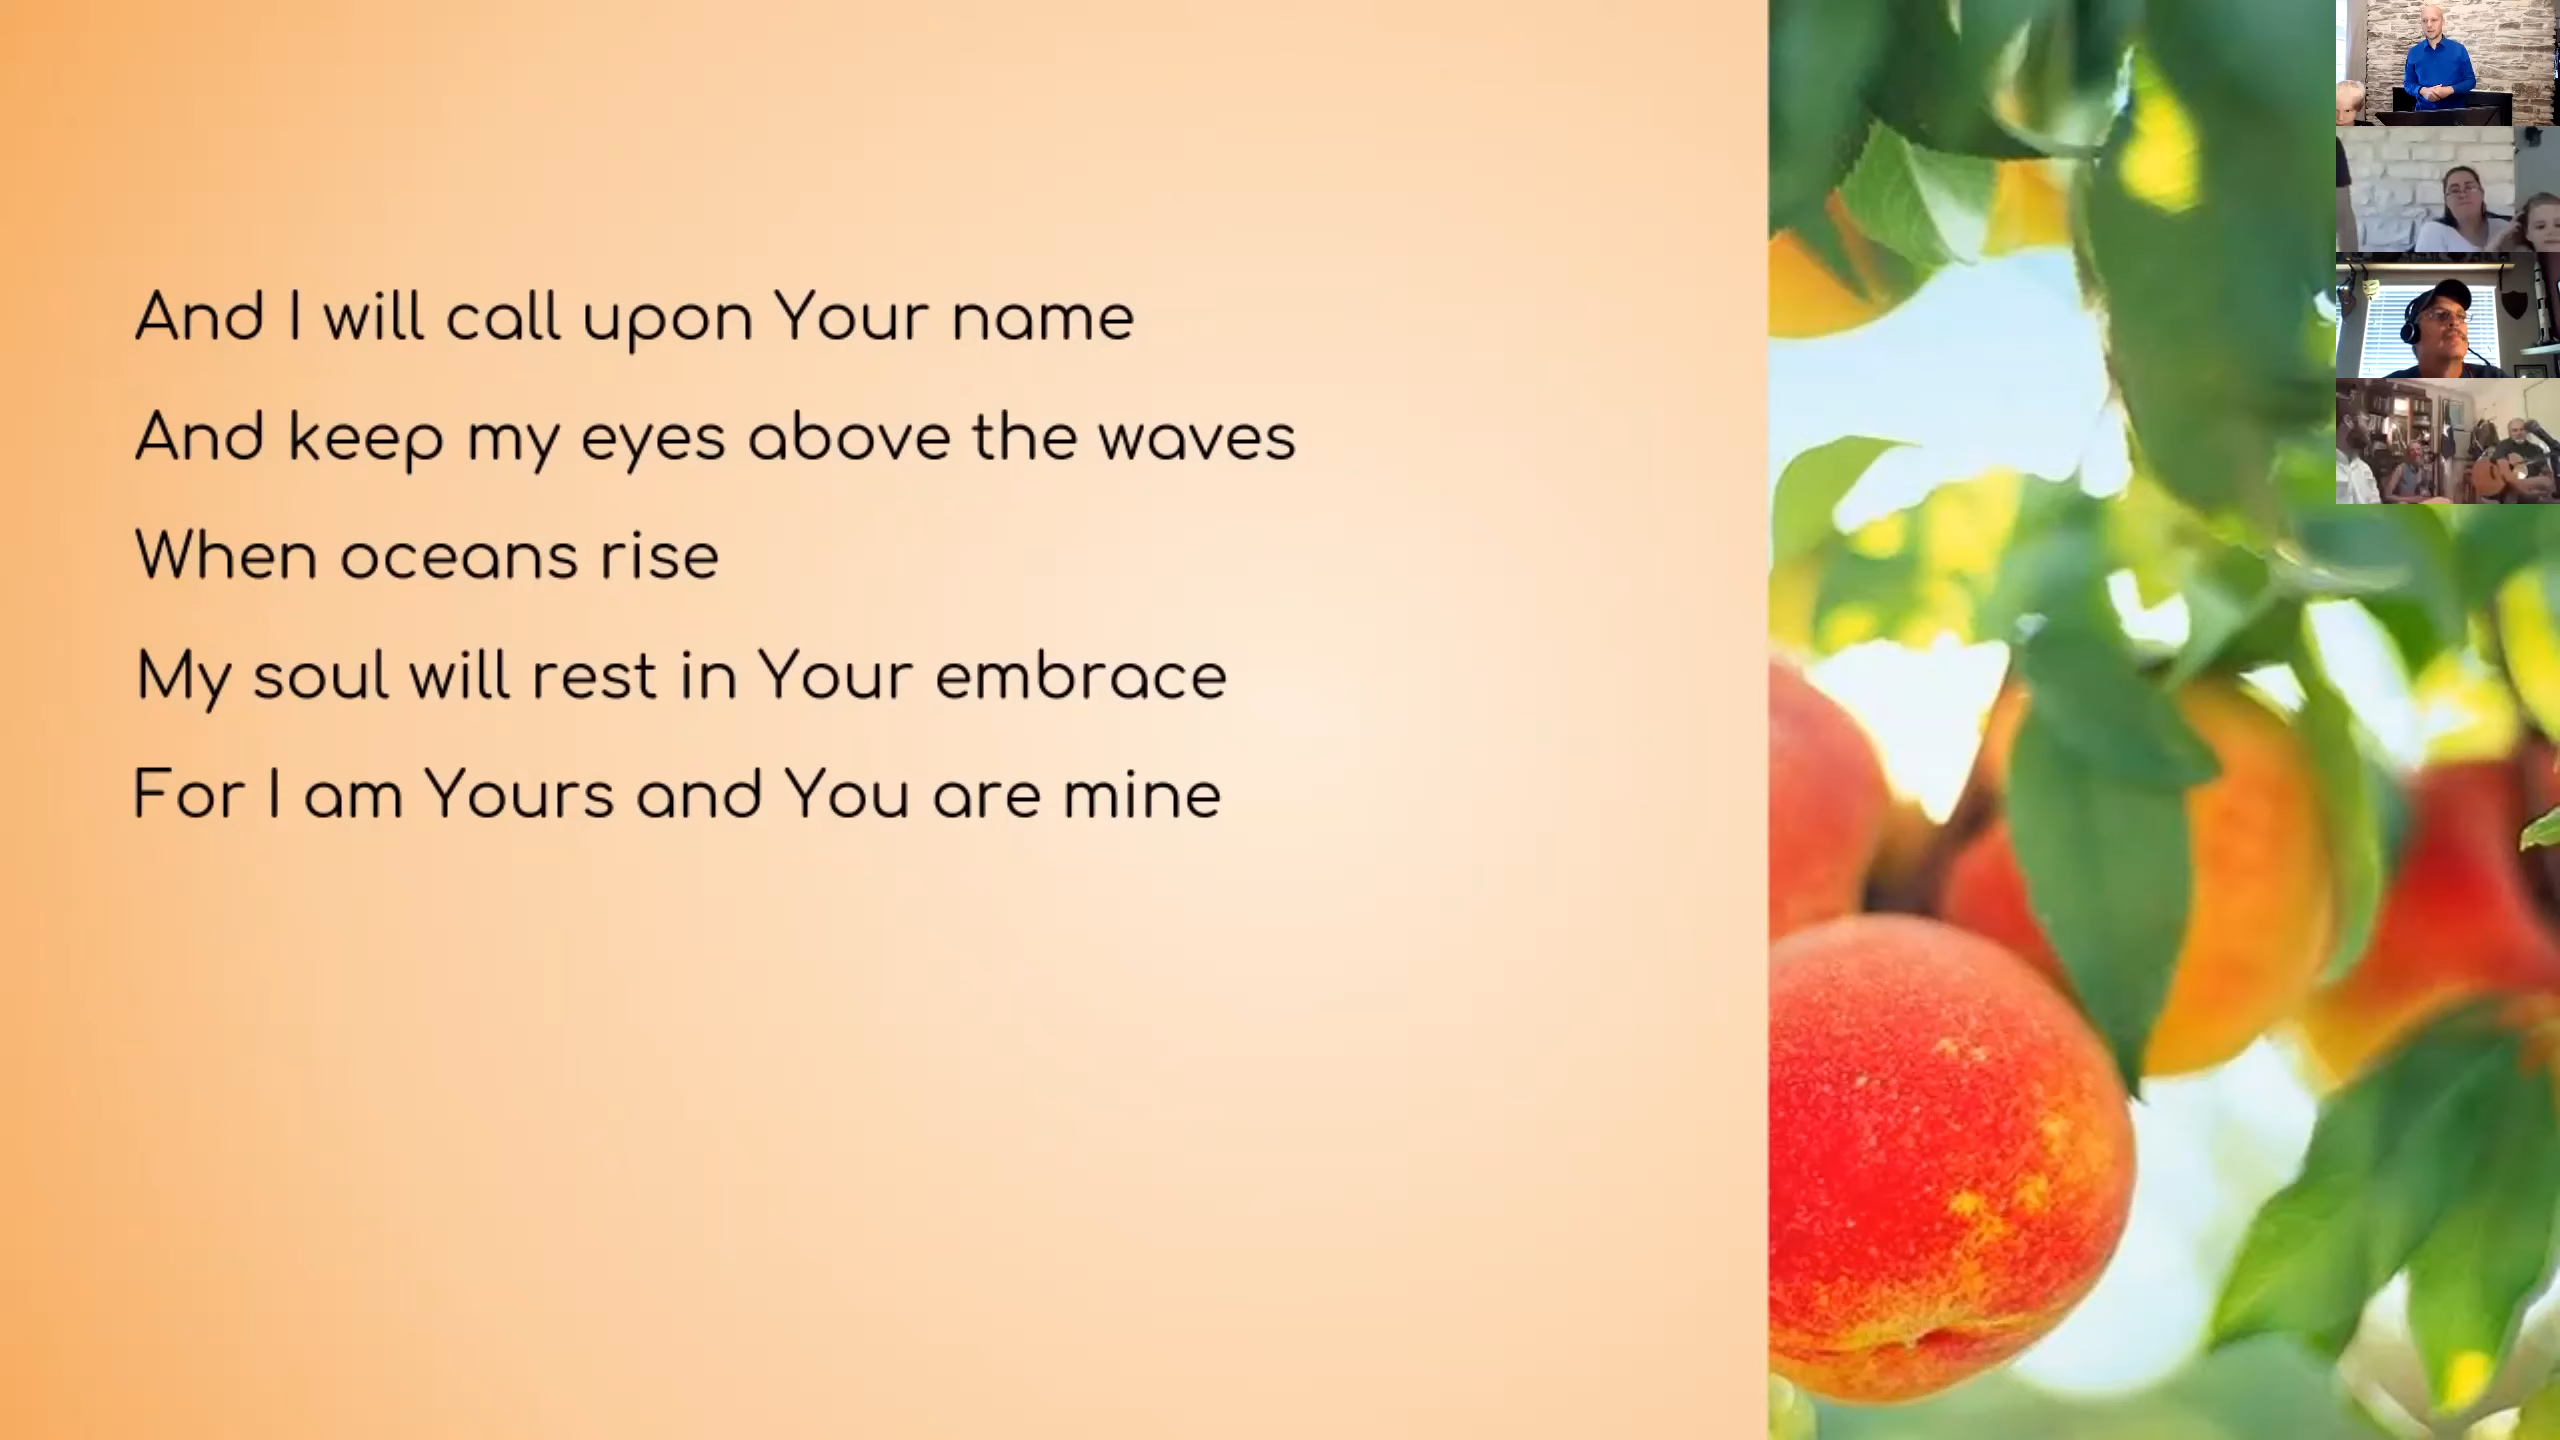 And I will call upon Your name
And keep my eyes above the waves
When oceans rise
My soul will rest in Your embrace
For I am Yours and You are mine